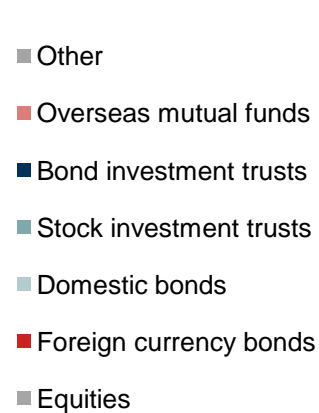 Other
Overseas mutual funds
Bond investment trusts
Stock investment trusts
Domestic bonds
Foreign currency bonds
Equities